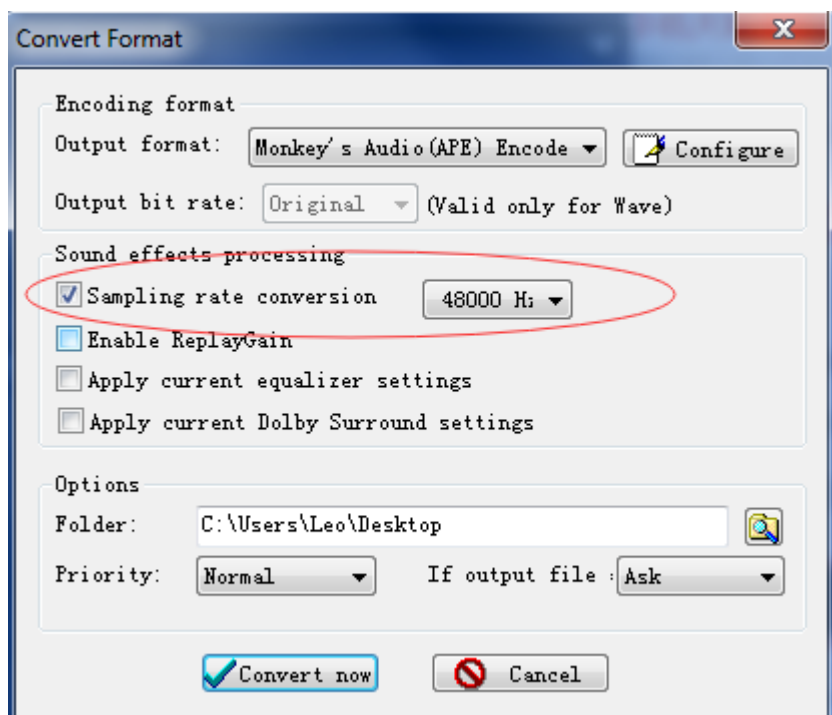 Convert Format
Encoding format
Output format: Monkey's Audio(APE) Encode Configure
Output bit rate: Original (Valid only for Wave)
Sound effects processing
Sampling rate conversion 48000 Hz
Enable ReplayGain
Apply current equalizer settings
Apply current Dolby Surround settings
Options
Folder: C:\Users\Leo\Desktop
Priority: Normal If output file : Ask
Convert now Cancel